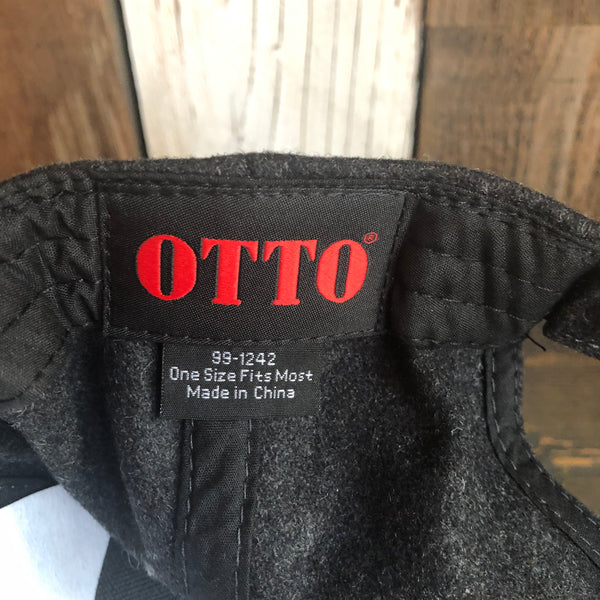 OTTO®
99-1242
One Size Fits Most
Made in China